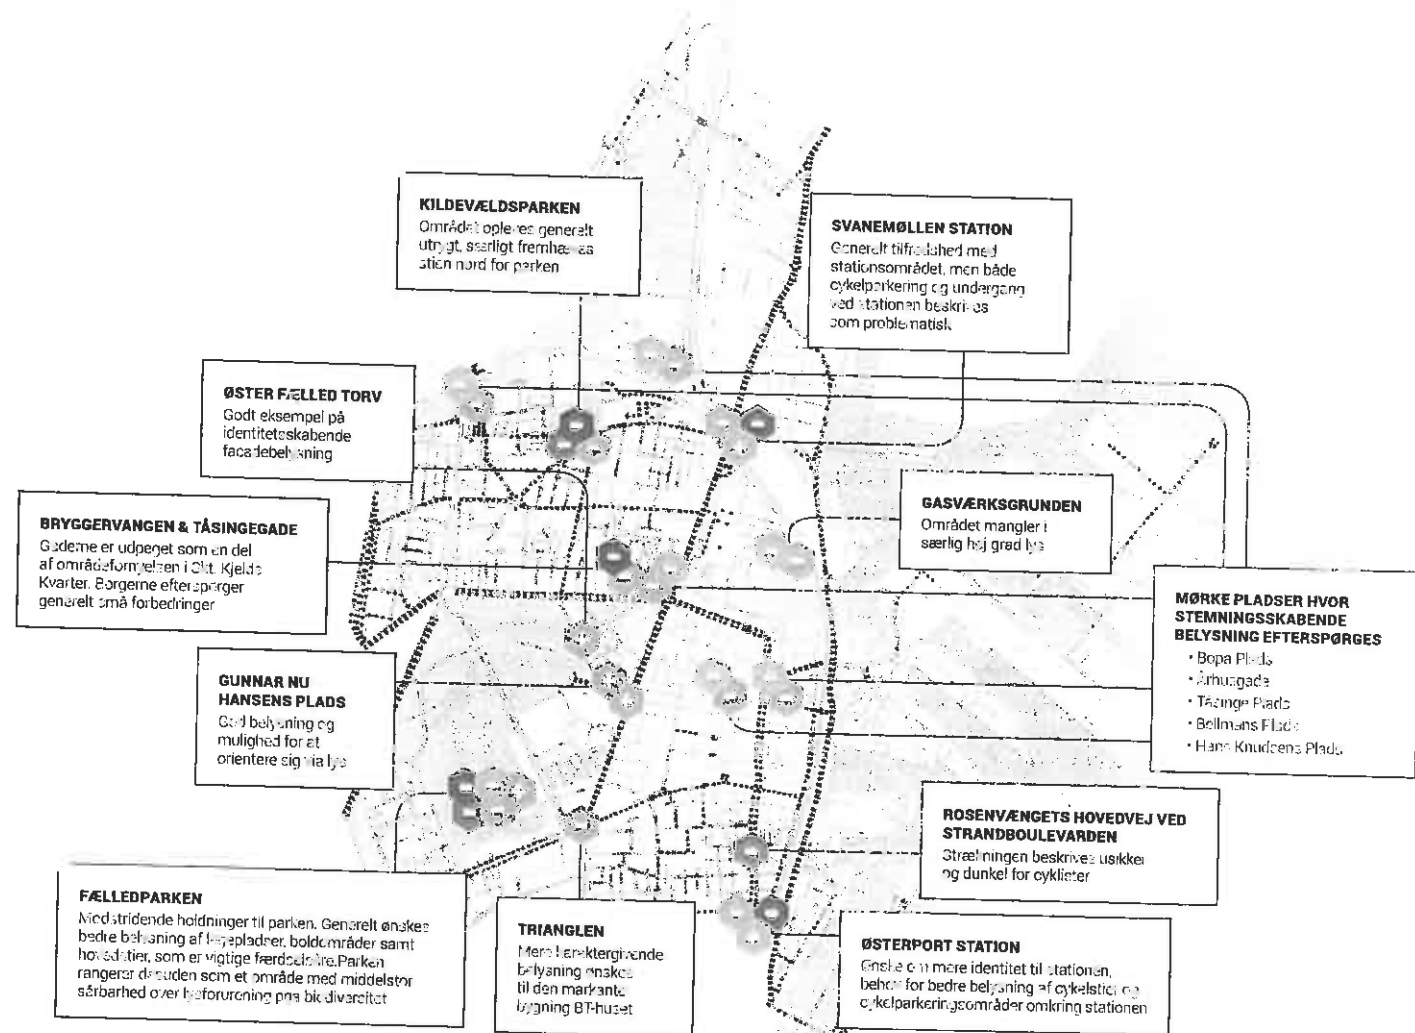 KILDEVÆLDSPARKEN
Området opleves generelt
utrygt, særligt fremhæves
stien nord for parken
SVANEMØLLEN STATION
Generelt tilfredshed med
stationsområdet, men både
cykelparkering og undergang
ved stationen beskrives
som problematisk
ØSTER FÆLLED TORV
Godt eksempel på
identitetsskabende
facadebelysning
BRYGGERVANGEN & TÅSINGEGADE
Gaderne er udpeget som en del
af områdefornyelsen i Skt. Kjelds
Kvarter. Borgerne efterspørger
generelt små forbedringer
GASVÆRKSGRUNDEN
Området mangler i
særlig høj grad lys
MØRKE PLADSER HVOR
STEMNINGSSKABENDE
BELYSNING EFTERSPØRGES
• Bopa Plads
• Århusgade
• Tåsinge Plads
• Bellmans Plads
• Hans Knudsens Plads
GUNNAR NU
HANSENS PLADS
God belysning og
mulighed for at
orientere sig via lys
ROSENVÆNGETS HOVEDVEJ VED
STRANDBOULEVARDEN
Strækningen beskrives usikker
og dunkel for cyklister
FÆLLEDPARKEN
Modstridende holdninger til parken. Generelt ønskes
bedre belysning af legepladser, boldområder samt
hovedstier, som er vigtige færdselsårer. Parken
rangerer desuden som et område med middelstor
sårbarhed over lysforurening pga biodiversitet
TRIANGLEN
Mere karaktergivende
belysning ønskes
til den markante
bygning BT-huset
ØSTERPORT STATION
Ønske om mere identitet til stationen,
behov for bedre belysning af cykelstier og
cykelparkeringsområder omkring stationen